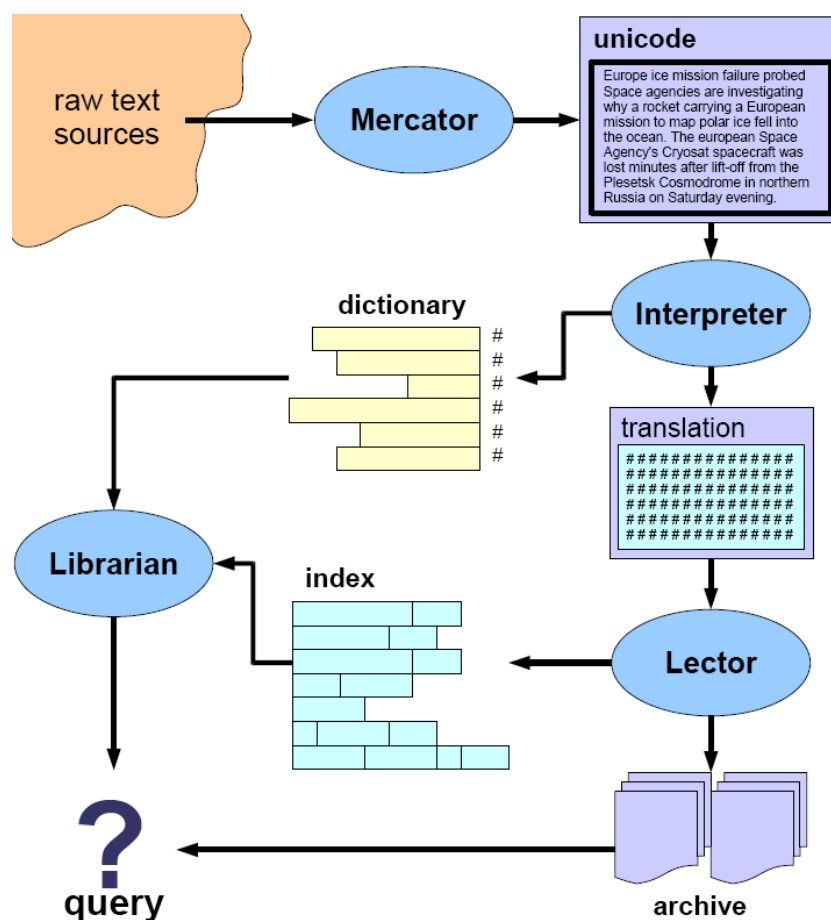 unicode
raw text
sources
Mercator
Europe ice mission failure probed
Space agencies are investigating
why a rocket carrying a European
mission to map polar ice fell into
the ocean. The european Space
Agency's Cryosat spacecraft was
lost minutes after lift-off from the
Plesetsk Cosmodrome in northern
Russia on Saturday evening.
Interpreter
dictionary
#
#
#
#
#
#
translation
###############
###############
###############
###############
###############
###############
Librarian
index
Lector
?
query
archive